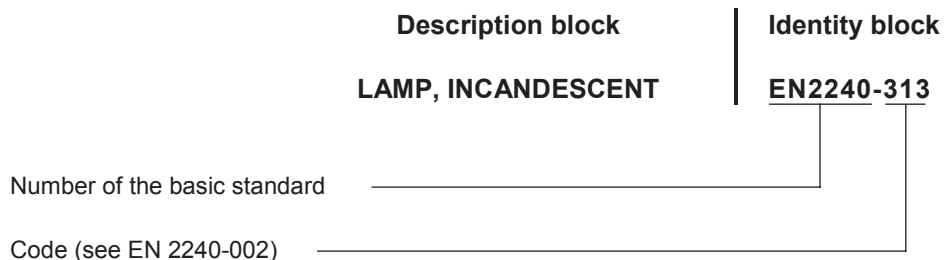 Description block Identity block
LAMP, INCANDESCENT EN2240-313
Number of the basic standard
Code (see EN 2240-002)